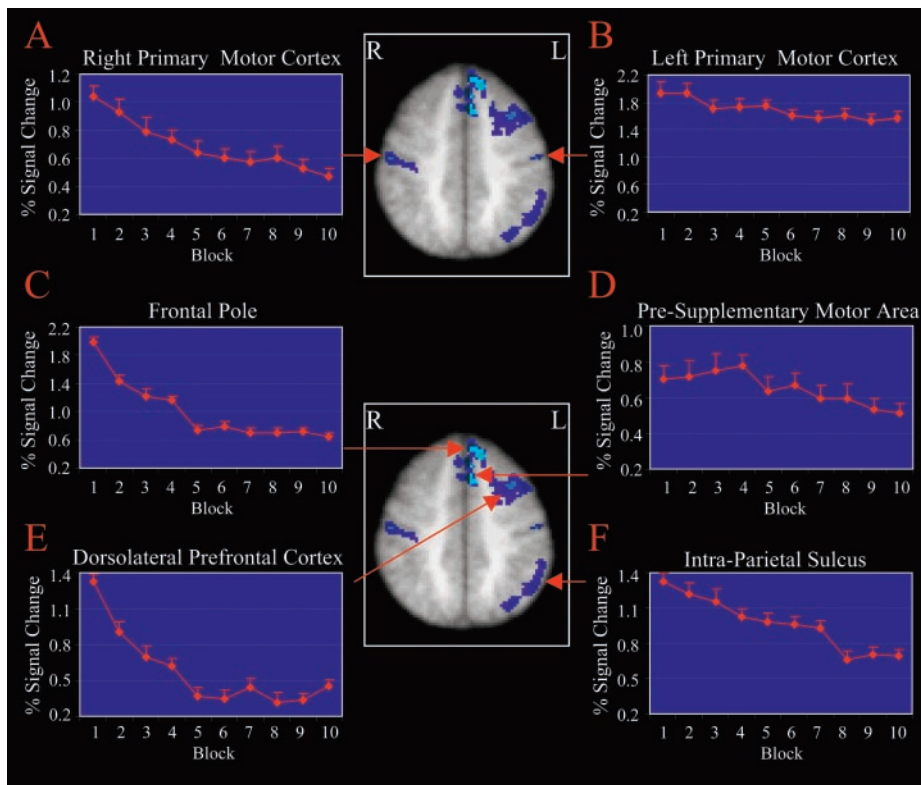 A
Right Primary Motor Cortex
% Signal Change
1.2
1.0
0.8
0.6
0.4
0.2
1 2 3 4 5 6 7 8 9 10
Block
R L
B
Left Primary Motor Cortex
% Signal Change
2.2
1.8
1.4
1.0
0.6
0.2
1 2 3 4 5 6 7 8 9 10
Block
C
Frontal Pole
% Signal Change
2.2
1.8
1.4
1.0
0.6
0.2
1 2 3 4 5 6 7 8 9 10
Block
D
Pre-Supplementary Motor Area
% Signal Change
1.0
0.8
0.6
0.4
0.2
1 2 3 4 5 6 7 8 9 10
Block
R L
E
Dorsolateral Prefrontal Cortex
% Signal Change
1.4
1.1
0.8
0.5
0.2
1 2 3 4 5 6 7 8 9 10
Block
F
Intra-Parietal Sulcus
% Signal Change
1.4
1.1
0.8
0.5
0.2
1 2 3 4 5 6 7 8 9 10
Block